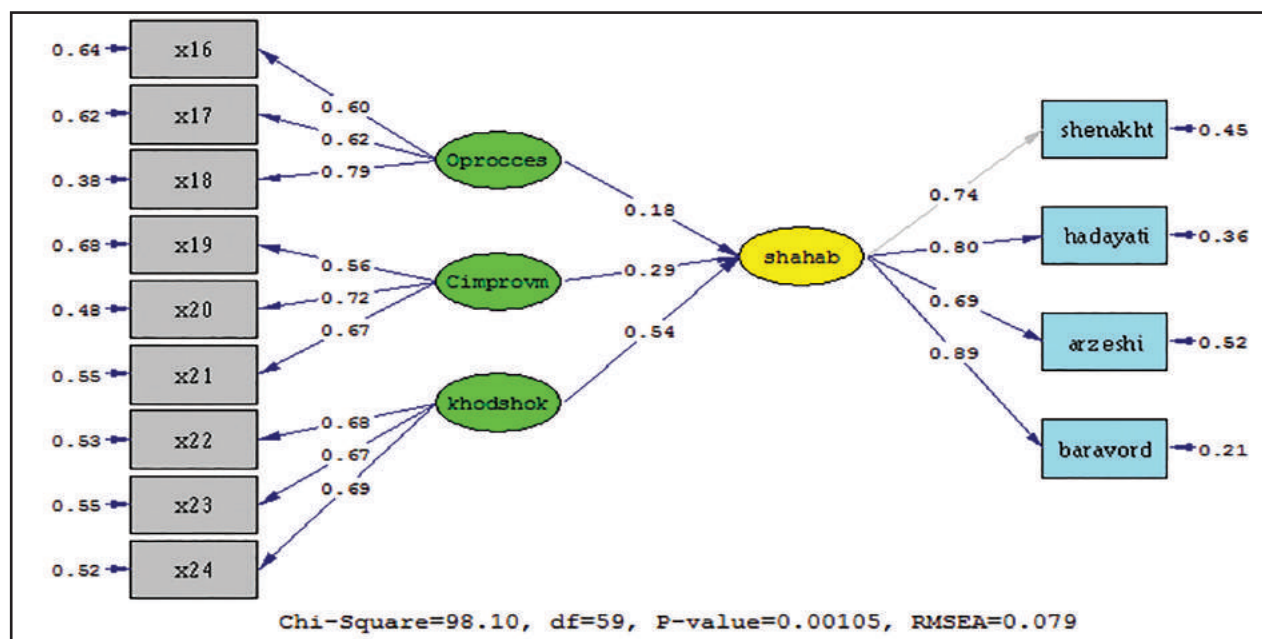 0.64 x16
0.62 x17
0.38 x18
0.68 x19
0.48 x20
0.55 x21
0.53 x22
0.55 x23
0.52 x24
0.60
0.62
0.79
0.56
0.72
0.67
0.68
0.67
0.69
Oprocces
Cimprovm
khodshok
0.18
0.29
0.54
shahab
0.74
0.80
0.69
0.89
shenakht 0.45
hadayati 0.36
arzeshi 0.52
baravord 0.21
Chi-Square=98.10, df=59, P-value=0.00105, RMSEA=0.079